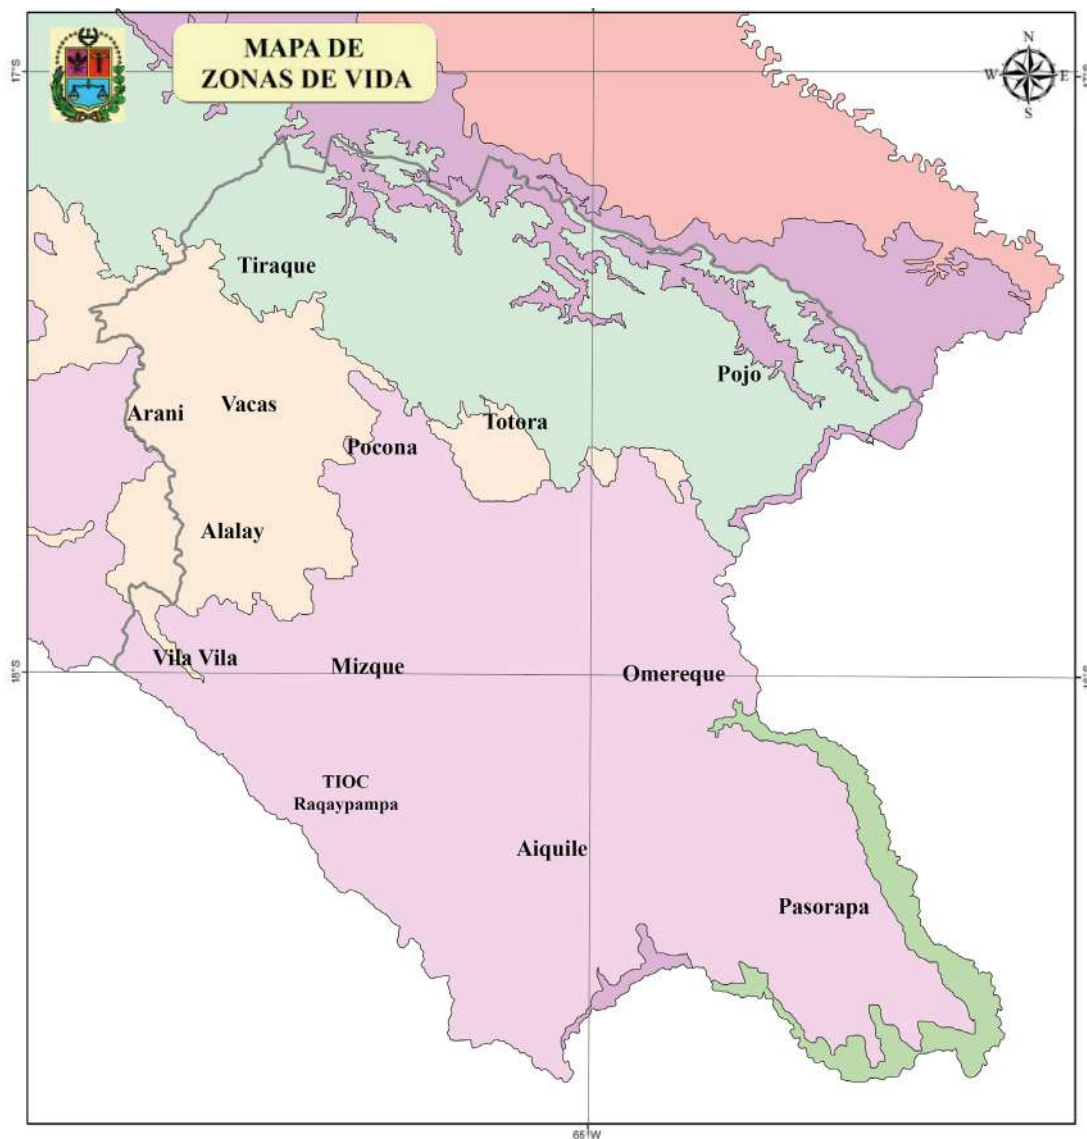 MAPA DE
ZONAS DE VIDA
N
W E
S
17°S
Tiraque
Pojo
Arani
Vacas
Totora
Pocona
Alalay
Vila Vila
Mizque
Omereque
18°S
TIOC
Raqaypampa
Aiquile
Pasorapa
65°W